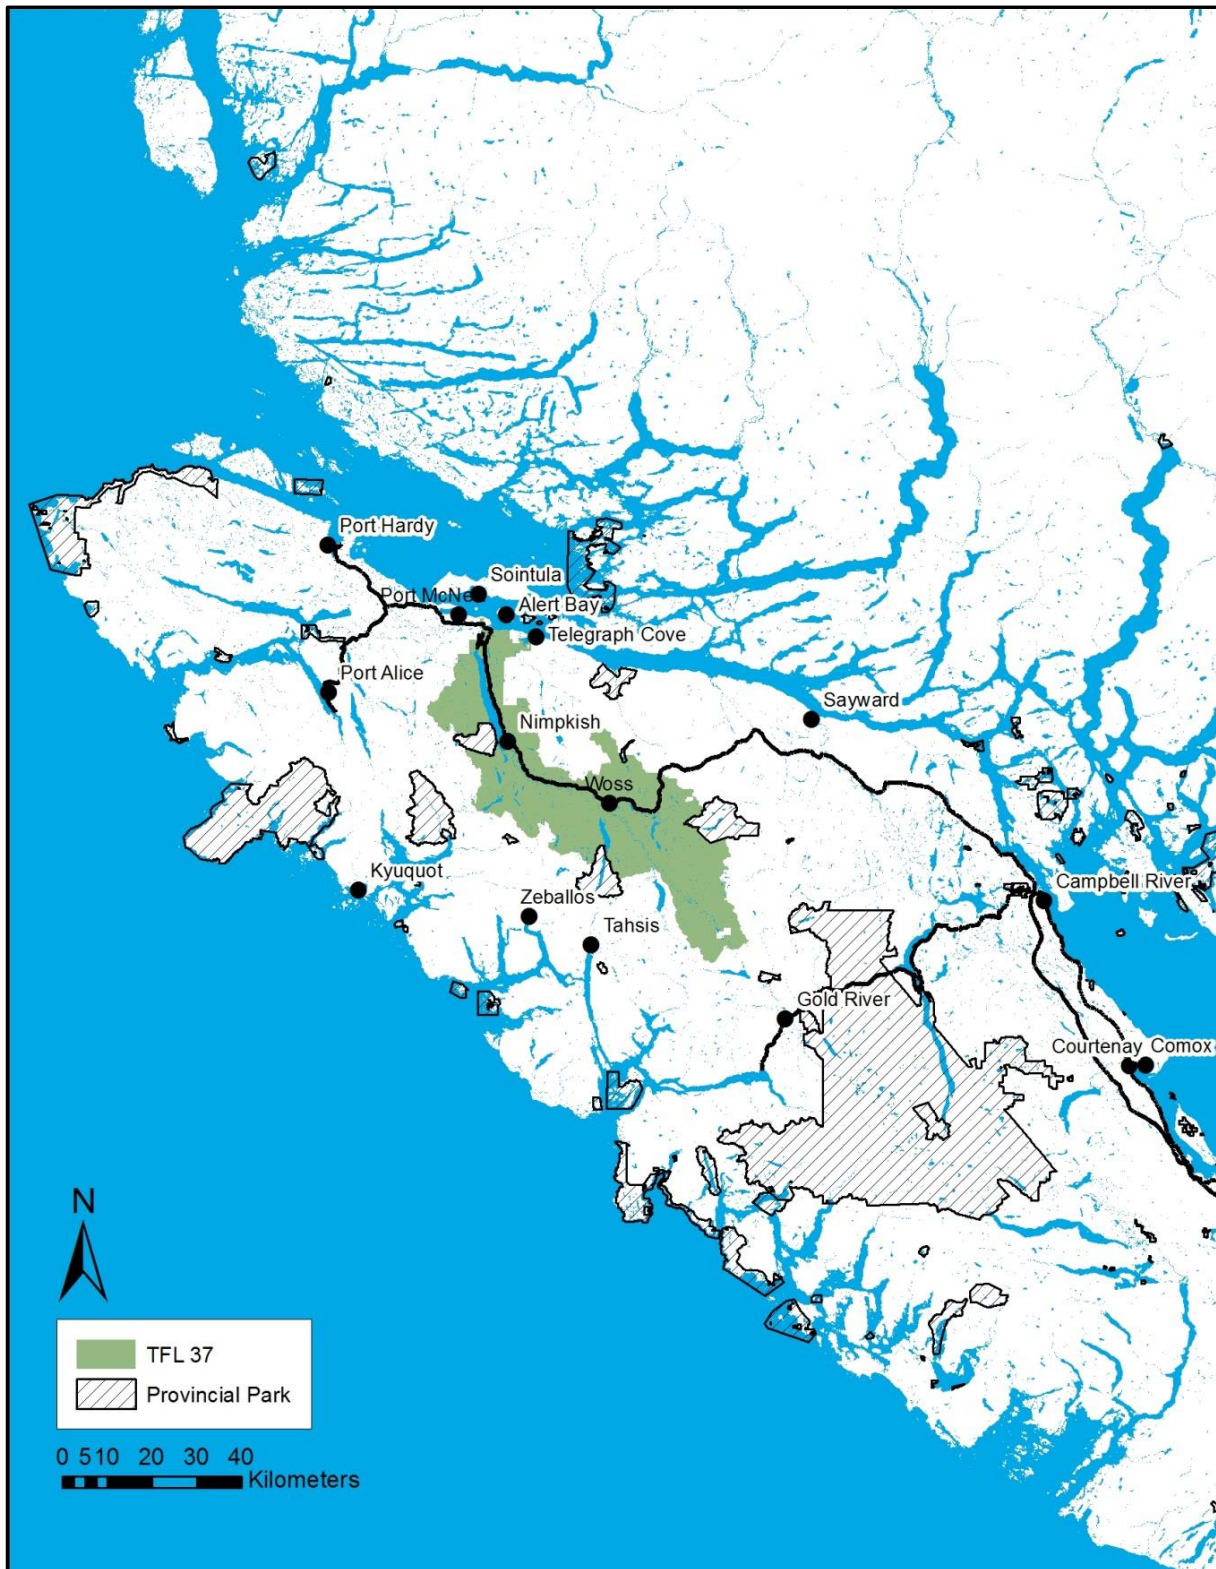 Port Hardy
Sointula
Port McNe
Alert Bay
Telegraph Cove
Port Alice
Sayward
Nimpkish
Woss
Kyuquot
Campbell River
Zeballos
Tahsis
Gold River
Courtenay Comox
N
TFL 37
Provincial Park
0 5 10 20 30 40
Kilometers